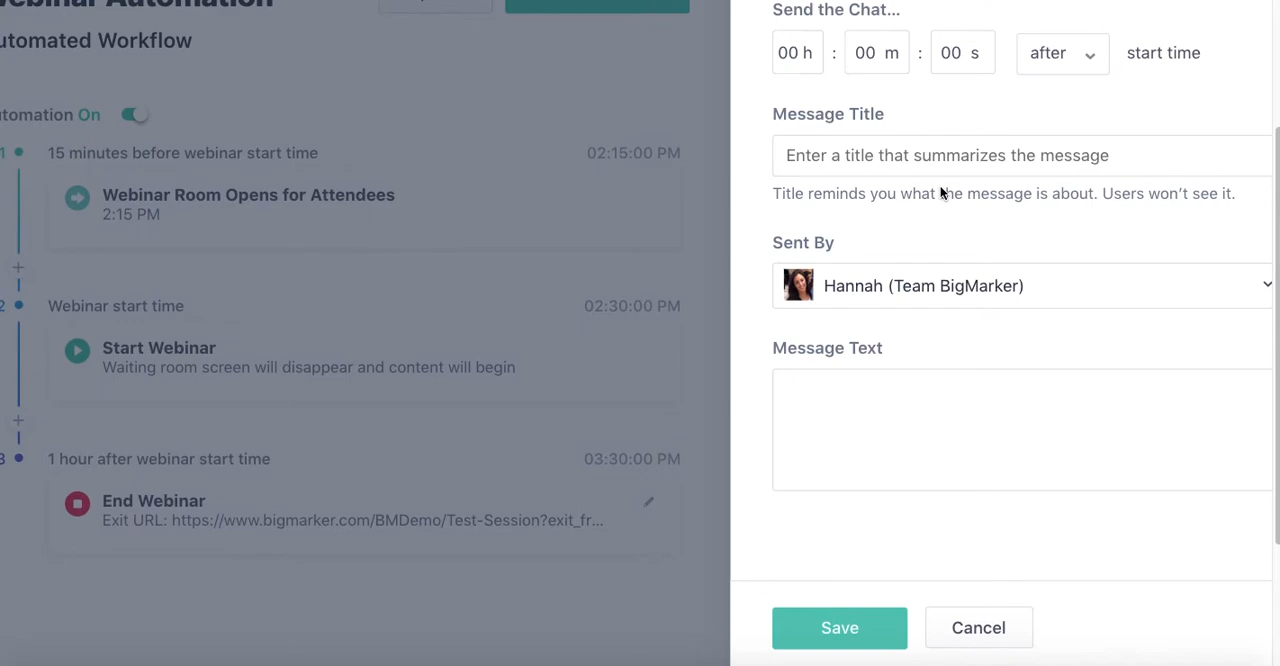 Webinar Automation
Automated Workflow
Automation On
1
15 minutes before webinar start time
02:15:00 PM
Webinar Room Opens for Attendees
2:15 PM
+
2
Webinar start time
02:30:00 PM
Start Webinar
Waiting room screen will disappear and content will begin
+
3
1 hour after webinar start time
03:30:00 PM
End Webinar
Exit URL: https://www.bigmarker.com/BMDemo/Test-Session?exit_fr...
Send the Chat...
00 h : 00 m : 00 s after start time
Message Title
Enter a title that summarizes the message
Title reminds you what the message is about. Users won't see it.
Sent By
Hannah (Team BigMarker)
Message Text
Save
Cancel